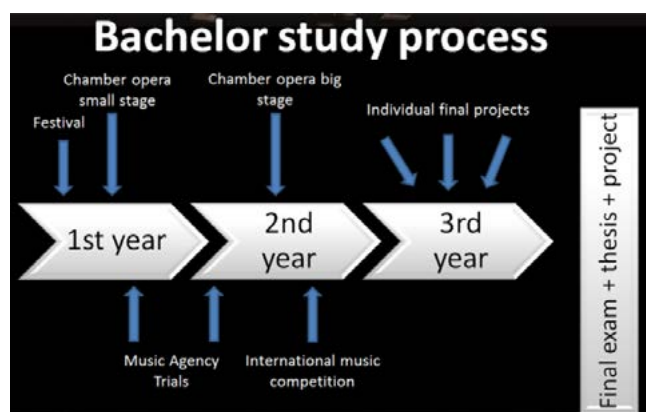 Bachelor study process
Chamber opera
small stage
Chamber opera big
stage
Festival
Individual final projects
1st year
2nd
year
3rd
year
Music Agency
Trials
International music
competition
Final exam + thesis + project